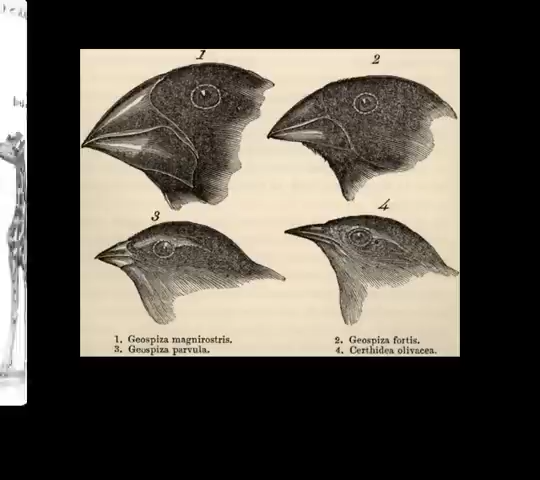 1
2
3
4
1. Geospiza magnirostris. 2. Geospiza fortis.
3. Geospiza parvula. 4. Certhidea olivacea.